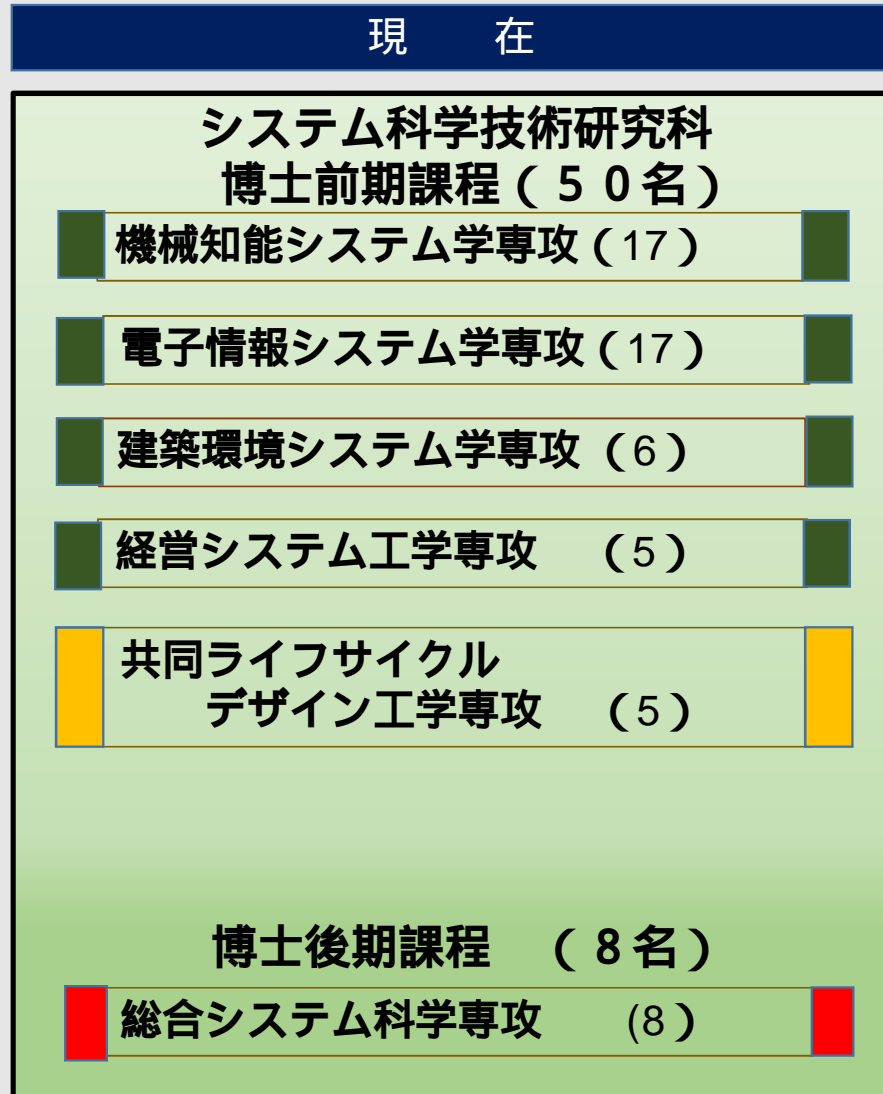 現　　在
システム科学技術研究科
博士前期課程（５０名）
機械知能システム学専攻（17）
電子情報システム学専攻（17）
建築環境システム学専攻（6）
経営システム工学専攻　（5）
共同ライフサイクル
デザイン工学専攻　（5）
博士後期課程　（８名）
総合システム科学専攻　(8）